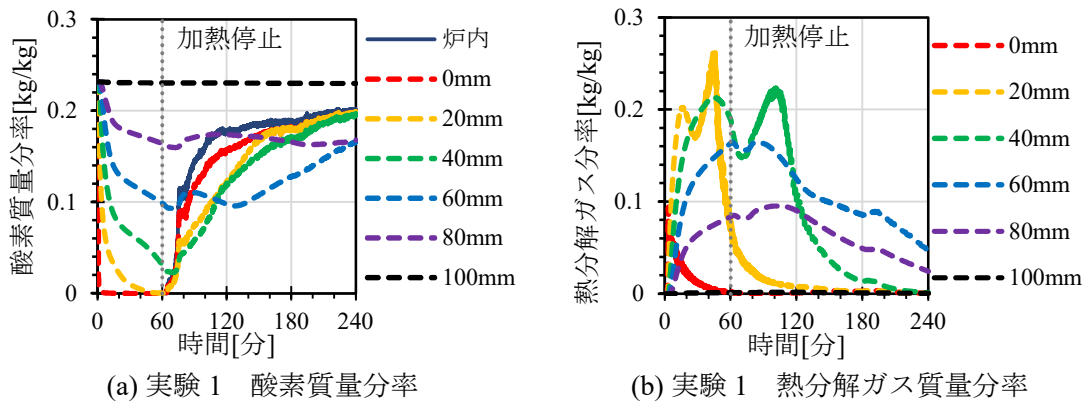 酸素質量分率[kg/kg]
0.3
0.2
0.1
0
加熱停止
0 60 120 180 240
時間[分]
炉内
0mm
20mm
40mm
60mm
80mm
100mm
(a) 実験 1 酸素質量分率
熱分解ガス分率[kg/kg]
0.3
0.2
0.1
0
加熱停止
0 60 120 180 240
時間[分]
0mm
20mm
40mm
60mm
80mm
100mm
(b) 実験 1 熱分解ガス質量分率